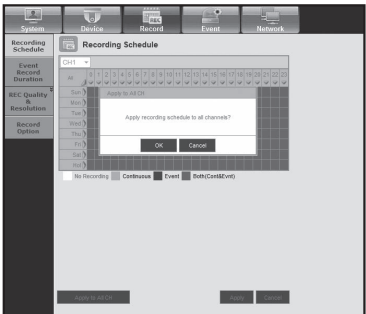 System Device Record Event Network
Recording Schedule
Recording
Schedule
Event
Record
Duration
REC Quality
&
Resolution
Record
Option
CH1
All 0 1 2 3 4 5 6 7 8 9 10 11 12 13 14 15 16 17 18 19 20 21 22 23
Sun
Mon
Tue
Wed
Thu
Fri
Sat
Hol
Apply to All CH
Apply recording schedule to all channels?
OK Cancel
No Recording Continuous Event Both(Cont&Evnt)
Apply to All CH Apply Cancel